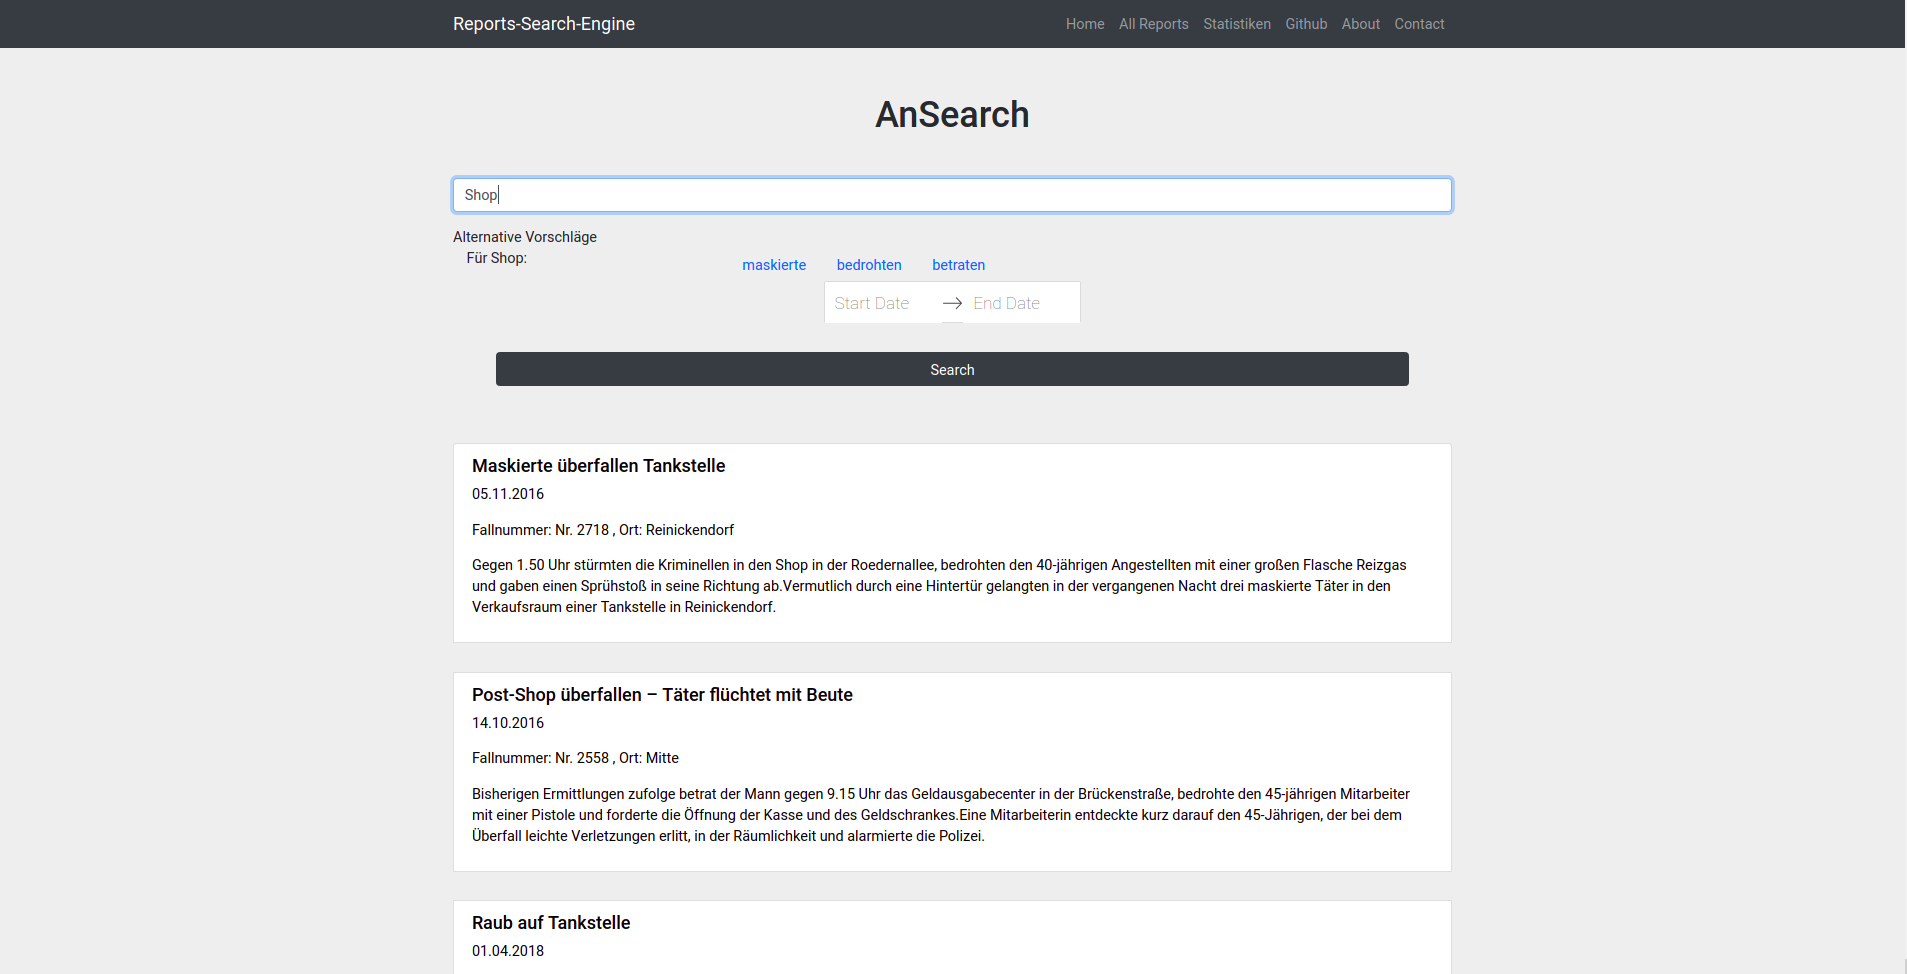 Reports-Search-Engine Home All Reports Statistiken Github About Contact
AnSearch
Shop
Alternative Vorschläge
Für Shop:
maskierte bedrohten betraten
Start Date → End Date
Search
Maskierte überfallen Tankstelle
05.11.2016
Fallnummer: Nr. 2718 , Ort: Reinickendorf
Gegen 1.50 Uhr stürmten die Kriminellen in den Shop in der Roedernallee, bedrohten den 40-jährigen Angestellten mit einer großen Flasche Reizgas
und gaben einen Sprühstoß in seine Richtung ab.Vermutlich durch eine Hintertür gelangten in der vergangenen Nacht drei maskierte Täter in den
Verkaufsraum einer Tankstelle in Reinickendorf.
Post-Shop überfallen – Täter flüchtet mit Beute
14.10.2016
Fallnummer: Nr. 2558 , Ort: Mitte
Bisherigen Ermittlungen zufolge betrat der Mann gegen 9.15 Uhr das Geldausgabecenter in der Brückenstraße, bedrohte den 45-jährigen Mitarbeiter
mit einer Pistole und forderte die Öffnung der Kasse und des Geldschrankes.Eine Mitarbeiterin entdeckte kurz darauf den 45-Jährigen, der bei dem
Überfall leichte Verletzungen erlitt, in der Räumlichkeit und alarmierte die Polizei.
Raub auf Tankstelle
01.04.2018